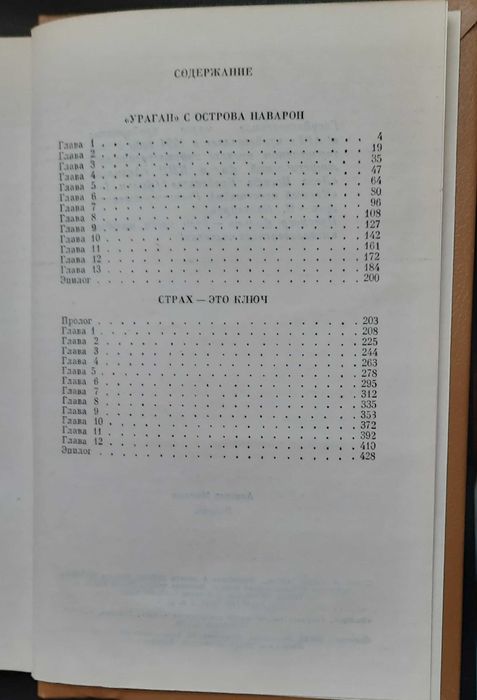 СОДЕРЖАНИЕ
«УРАГАН» С ОСТРОВА НАВАРОН
Глава 1 . . . . . . . . . . . . . . . . . 4
Глава 2 . . . . . . . . . . . . . . . . . 19
Глава 3 . . . . . . . . . . . . . . . . . 35
Глава 4 . . . . . . . . . . . . . . . . . 47
Глава 5 . . . . . . . . . . . . . . . . . 64
Глава 6 . . . . . . . . . . . . . . . . . 80
Глава 7 . . . . . . . . . . . . . . . . . 96
Глава 8 . . . . . . . . . . . . . . . . . 108
Глава 9 . . . . . . . . . . . . . . . . . 127
Глава 10 . . . . . . . . . . . . . . . . . 142
Глава 11 . . . . . . . . . . . . . . . . . 161
Глава 12 . . . . . . . . . . . . . . . . . 172
Глава 13 . . . . . . . . . . . . . . . . . 184
Эпилог . . . . . . . . . . . . . . . . . 200
СТРАХ — ЭТО КЛЮЧ
Пролог . . . . . . . . . . . . . . . . . 203
Глава 1 . . . . . . . . . . . . . . . . . 208
Глава 2 . . . . . . . . . . . . . . . . . 225
Глава 3 . . . . . . . . . . . . . . . . . 244
Глава 4 . . . . . . . . . . . . . . . . . 263
Глава 5 . . . . . . . . . . . . . . . . . 278
Глава 6 . . . . . . . . . . . . . . . . . 295
Глава 7 . . . . . . . . . . . . . . . . . 312
Глава 8 . . . . . . . . . . . . . . . . . 335
Глава 9 . . . . . . . . . . . . . . . . . 353
Глава 10 . . . . . . . . . . . . . . . . . 372
Глава 11 . . . . . . . . . . . . . . . . . 392
Глава 12 . . . . . . . . . . . . . . . . . 410
Эпилог . . . . . . . . . . . . . . . . . 428